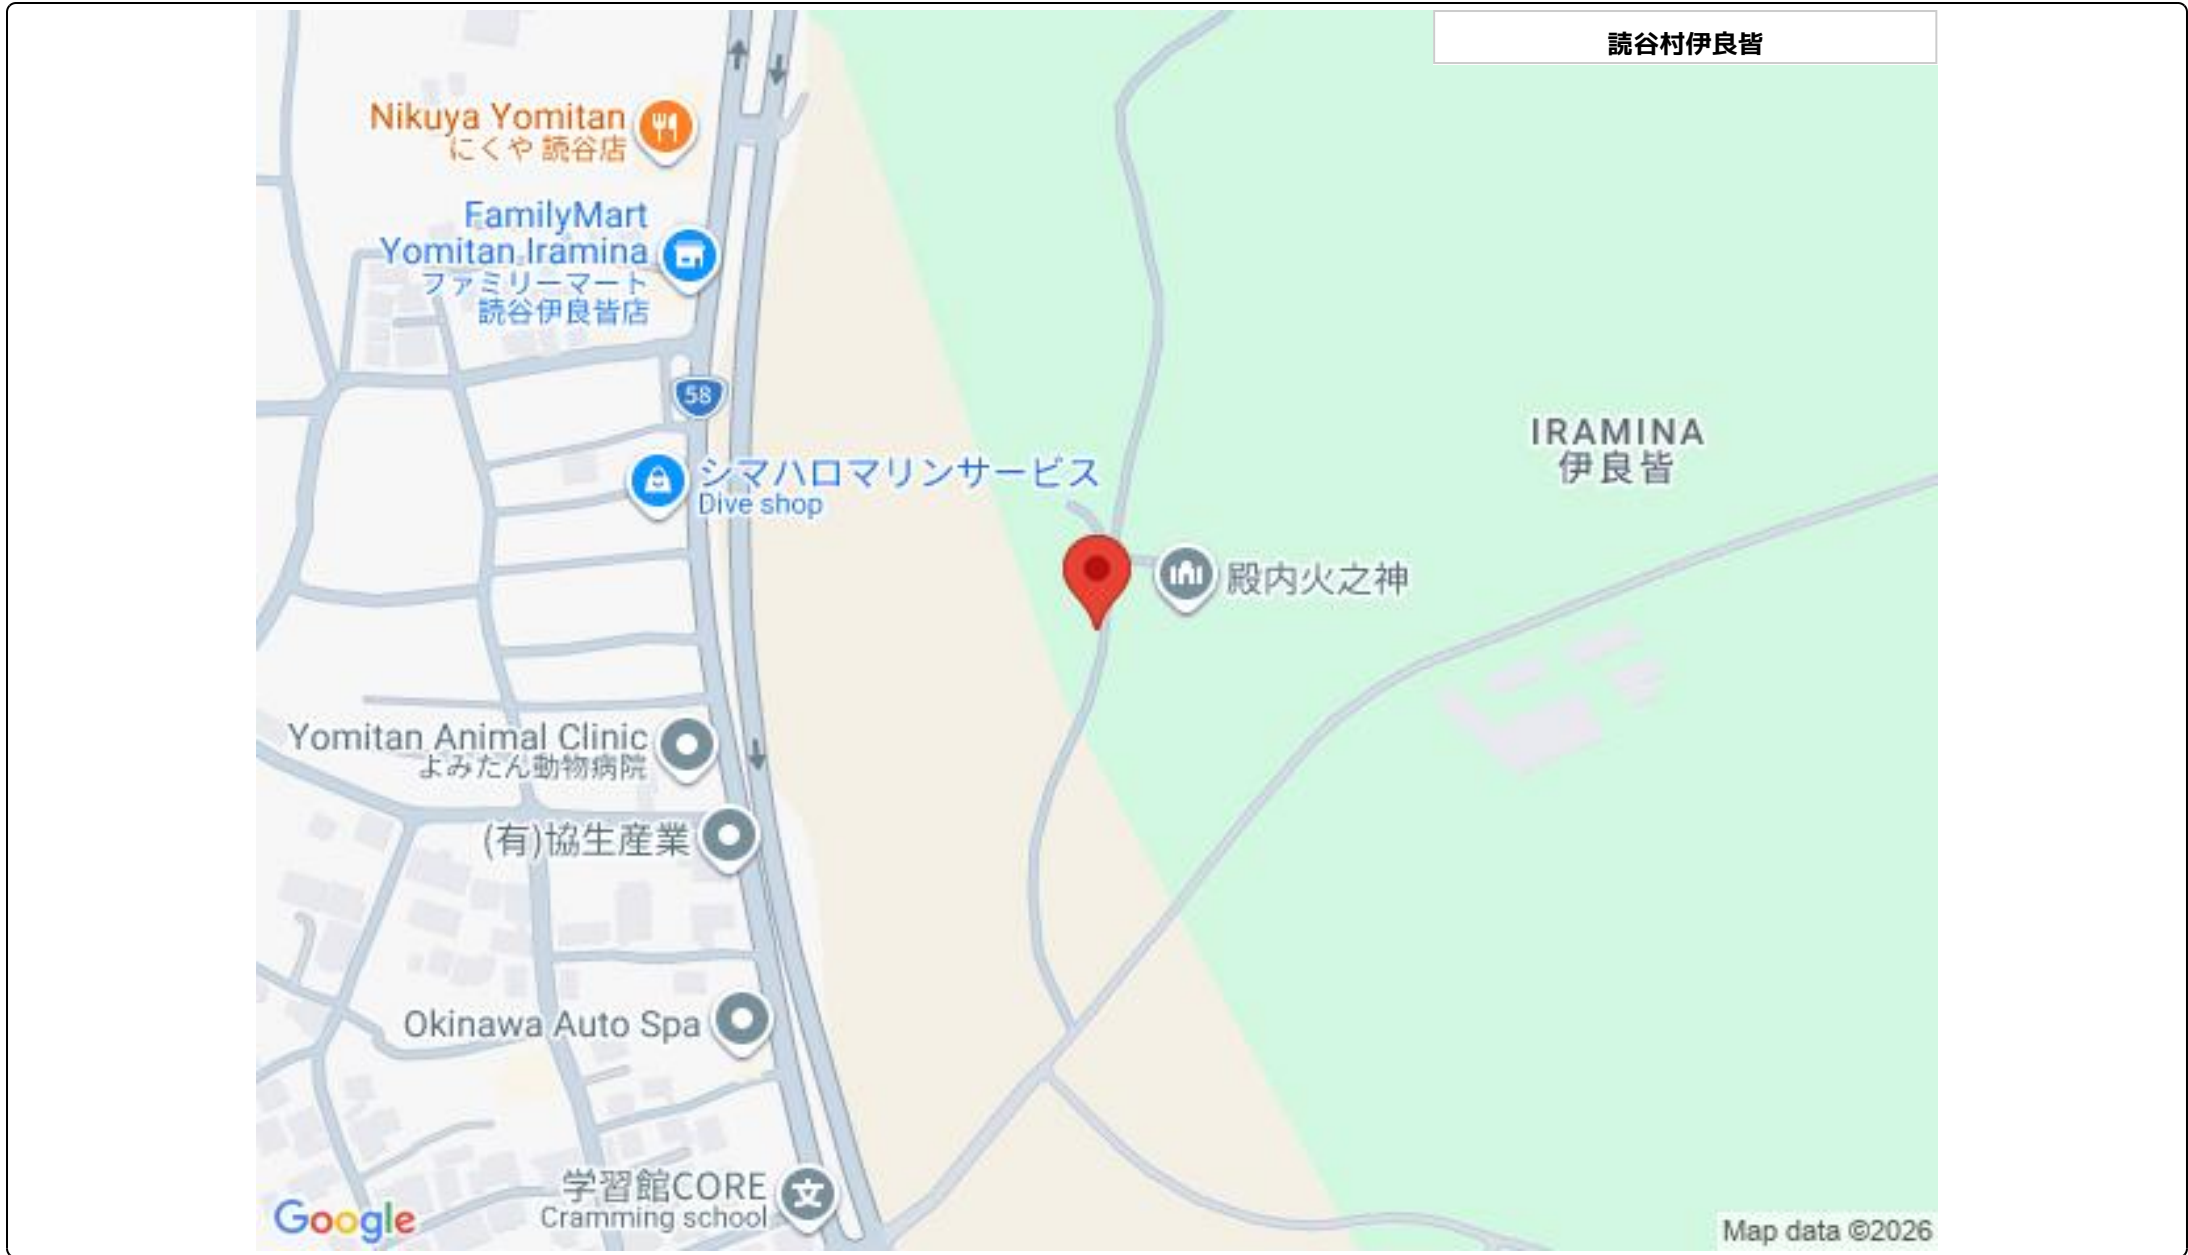 読谷村伊良皆
Nikuya Yomitan
にくや 読谷店
FamilyMart
Yomitan Iramina
ファミリーマート
読谷伊良皆店
58
IRAMINA
伊良皆
シマハロマリンサービス
Dive shop
殿内火之神
Yomitan Animal Clinic
よみたん動物病院
(有)協生産業
Okinawa Auto Spa
学習館CORE
Cramming school
文
Google
Map data ©2026